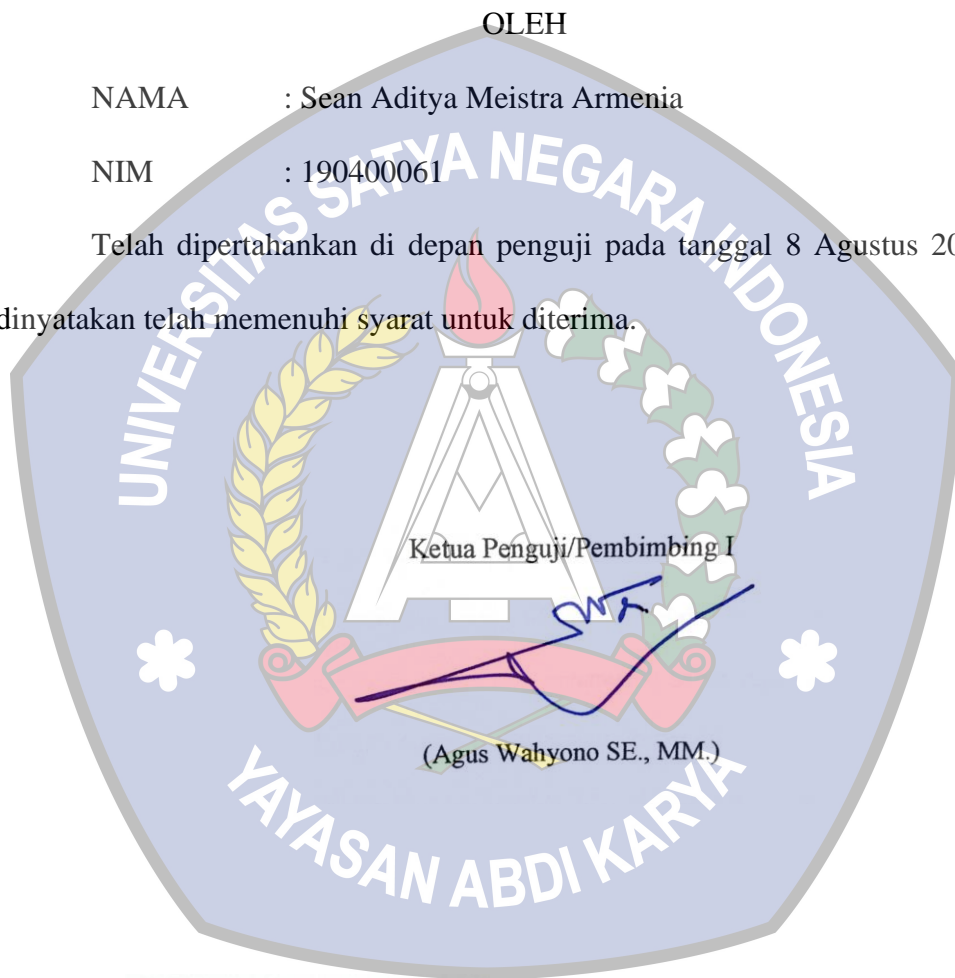 OLEH
NAMA : Sean Aditya Meistra Armenia
NIM : 190400061
Telah dipertahankan di depan penguji pada tanggal 8 Agustus 20
dinyatakan telah memenuhi syarat untuk diterima.
UNIVERSITAS SATYA NEGARA INDONESIA
Ketua Penguji/Pembimbing I
(Agus Wahyono SE., MM.)
YAYASAN ABDI KARYA